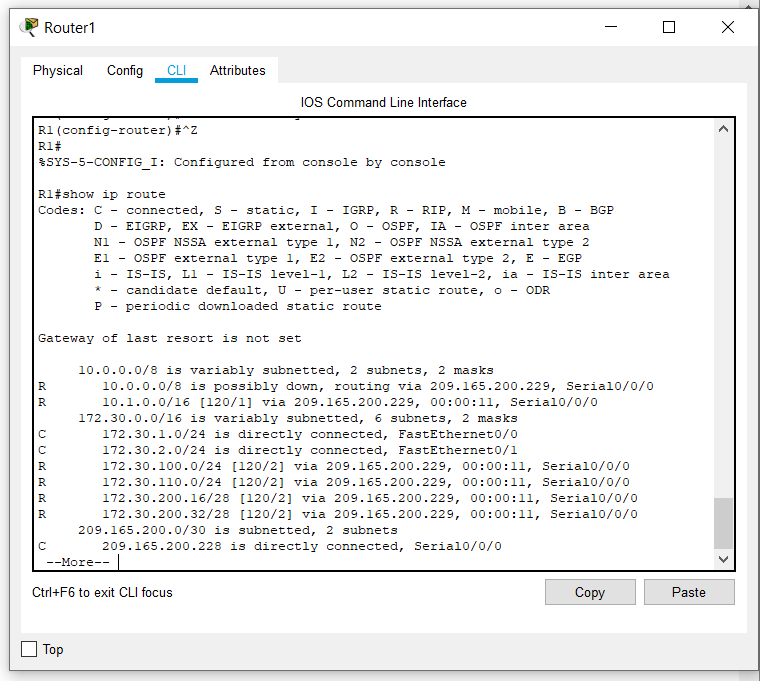 Router1
Physical Config CLI Attributes
IOS Command Line Interface
R1(config-router)#^Z
R1#
%SYS-5-CONFIG_I: Configured from console by console
R1#show ip route
Codes: C - connected, S - static, I - IGRP, R - RIP, M - mobile, B - BGP
D - EIGRP, EX - EIGRP external, O - OSPF, IA - OSPF inter area
N1 - OSPF NSSA external type 1, N2 - OSPF NSSA external type 2
E1 - OSPF external type 1, E2 - OSPF external type 2, E - EGP
i - IS-IS, L1 - IS-IS level-1, L2 - IS-IS level-2, ia - IS-IS inter area
* - candidate default, U - per-user static route, o - ODR
P - periodic downloaded static route
Gateway of last resort is not set
10.0.0.0/8 is variably subnetted, 2 subnets, 2 masks
R 10.0.0.0/8 is possibly down, routing via 209.165.200.229, Serial0/0/0
R 10.1.0.0/16 [120/1] via 209.165.200.229, 00:00:11, Serial0/0/0
172.30.0.0/16 is variably subnetted, 6 subnets, 2 masks
C 172.30.1.0/24 is directly connected, FastEthernet0/0
C 172.30.2.0/24 is directly connected, FastEthernet0/1
R 172.30.100.0/24 [120/2] via 209.165.200.229, 00:00:11, Serial0/0/0
R 172.30.110.0/24 [120/2] via 209.165.200.229, 00:00:11, Serial0/0/0
R 172.30.200.16/28 [120/2] via 209.165.200.229, 00:00:11, Serial0/0/0
R 172.30.200.32/28 [120/2] via 209.165.200.229, 00:00:11, Serial0/0/0
209.165.200.0/30 is subnetted, 2 subnets
C 209.165.200.228 is directly connected, Serial0/0/0
--More--
Ctrl+F6 to exit CLI focus
Copy Paste
Top